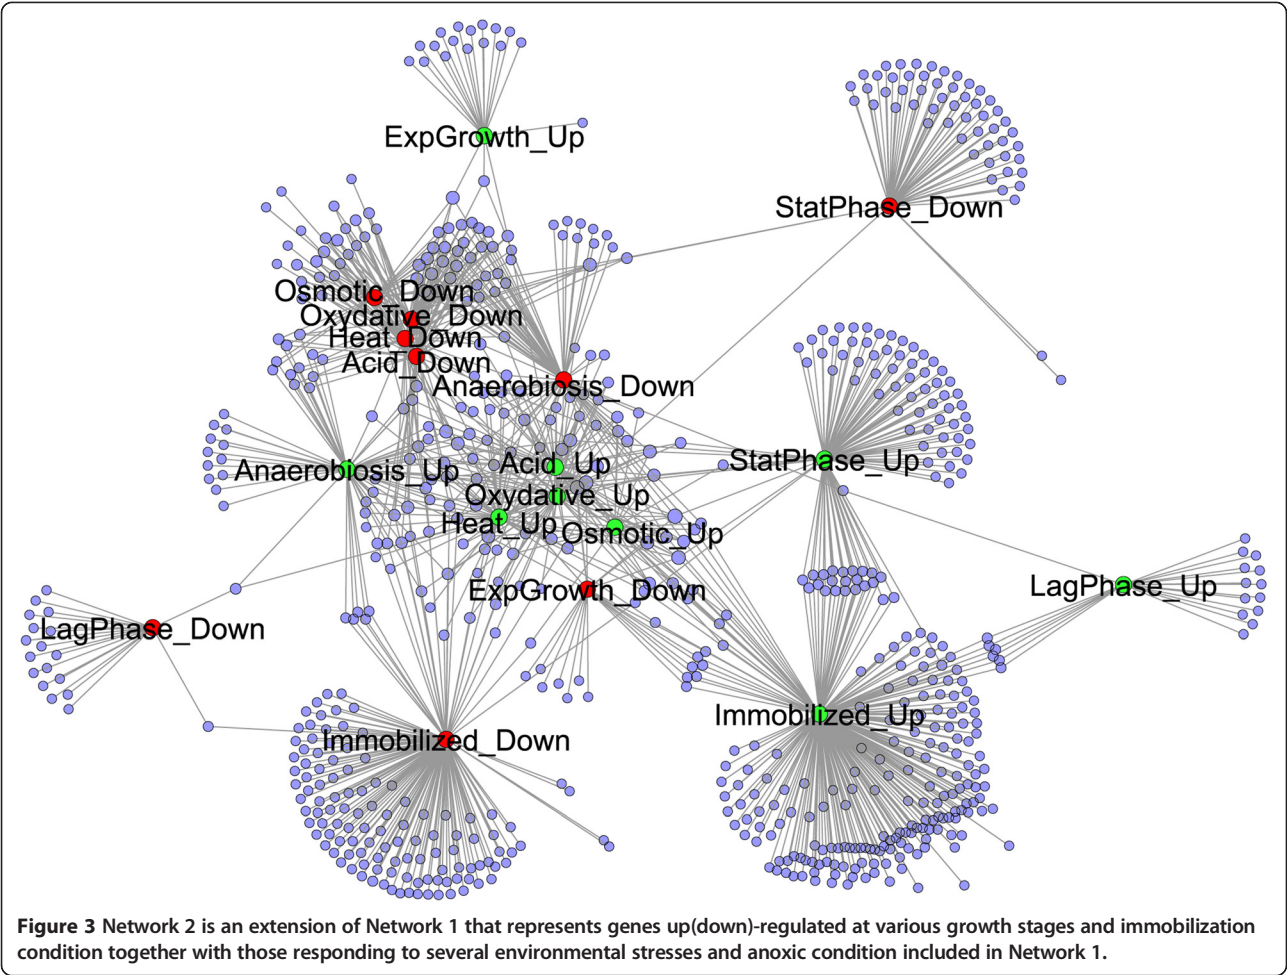 ExpGrowth_Up
StatPhase_Down
Osmotic_Down
Oxydative_Down
Heat_Down
Acid_Down
Anaerobiosis_Down
Anaerobiosis_Up
Acid_Up
StatPhase_Up
Oxydative_Up
Heat_Up
Osmotic_Up
ExpGrowth_Down
LagPhase_Up
LagPhase_Down
Immobilized_Up
Immobilized_Down
Figure 3 Network 2 is an extension of Network 1 that represents genes up(down)-regulated at various growth stages and immobilization
condition together with those responding to several environmental stresses and anoxic condition included in Network 1.